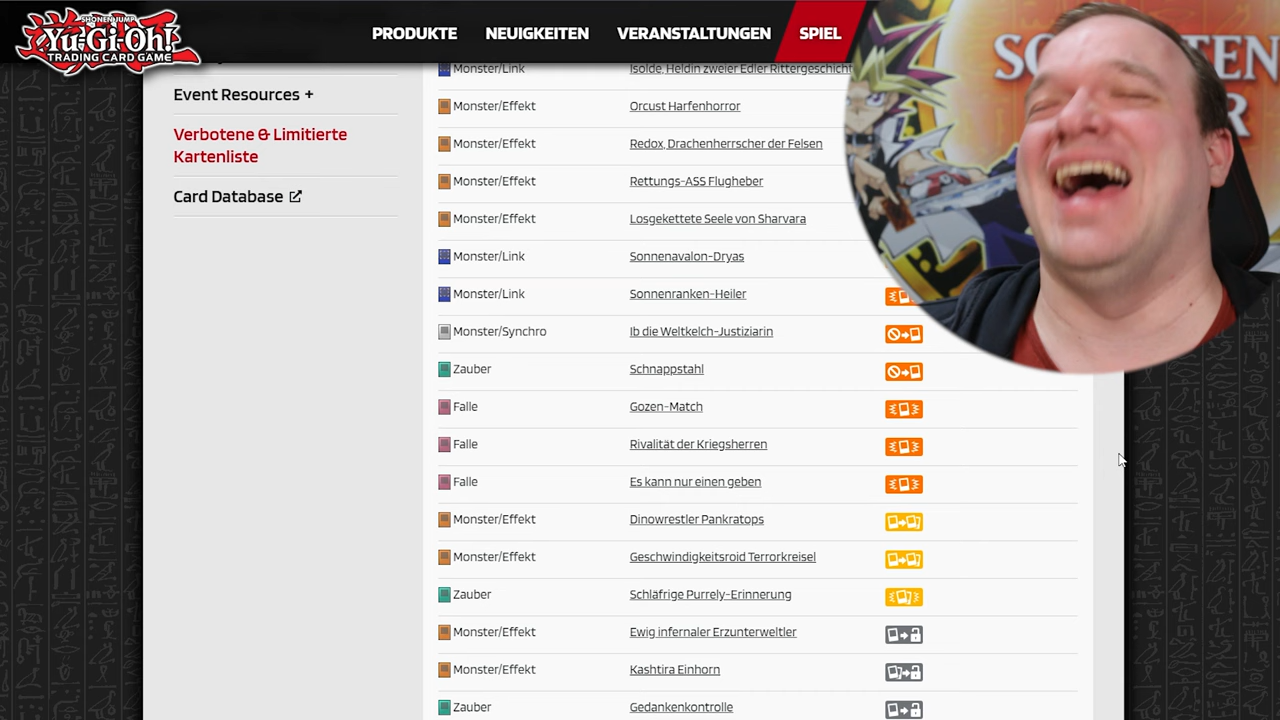 SHONEN JUMP
Yu-Gi-Oh!
TRADING CARD GAME
PRODUKTE NEUIGKEITEN VERANSTALTUNGEN SPIEL
Event Resources +
Verbotene & Limitierte
Kartenliste
Card Database
Monster/Link Isolde, Heldin zweier Edler Rittergeschicht
Monster/Effekt Orcust Harfenhorror
Monster/Effekt Redox, Drachenherrscher der Felsen
Monster/Effekt Rettungs-ASS Flugheber
Monster/Effekt Losgekettete Seele von Sharvara
Monster/Link Sonnenavalon-Dryas
Monster/Link Sonnenranken-Heiler
Monster/Synchro Ib die Weltkelch-Justiziarin
Zauber Schnappstahl
Falle Gozen-Match
Falle Rivalität der Kriegsherren
Falle Es kann nur einen geben
Monster/Effekt Dinowrestler Pankratops
Monster/Effekt Geschwindigkeitsroid Terrorkreisel
Zauber Schläfrige Purrely-Erinnerung
Monster/Effekt Ewig infernaler Erzunterweltler
Monster/Effekt Kashtira Einhorn
Zauber Gedankenkontrolle